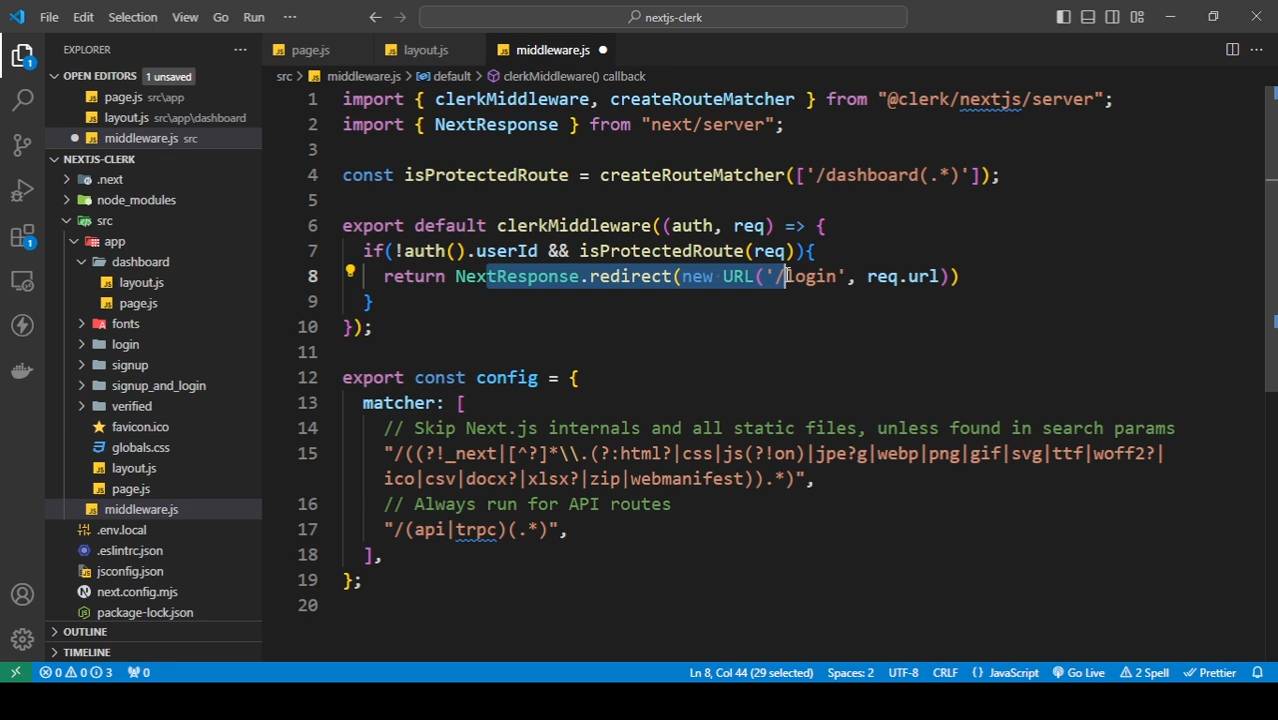 File Edit Selection View Go Run ··· nextjs-clerk
EXPLORER ···
OPEN EDITORS 1 unsaved
page.js src\app
layout.js src\app\dashboard
middleware.js src
NEXTJS-CLERK
.next
node_modules
src
app
dashboard
layout.js
page.js
fonts
login
signup
signup_and_login
verified
favicon.ico
globals.css
layout.js
page.js
middleware.js
.env.local
.eslintrc.json
jsconfig.json
next.config.mjs
package-lock.json
OUTLINE
TIMELINE
1
1
page.js layout.js middleware.js
src > middleware.js > default > clerkMiddleware() callback
1 import { clerkMiddleware, createRouteMatcher } from "@clerk/nextjs/server";
2 import { NextResponse } from "next/server";
3
4 const isProtectedRoute = createRouteMatcher(['/dashboard(.*)']);
5
6 export default clerkMiddleware((auth, req) => {
7 if(!auth().userId && isProtectedRoute(req)){
8 return NextResponse.redirect(new URL('/login', req.url))
9 }
10 });
11
12 export const config = {
13 matcher: [
14 // Skip Next.js internals and all static files, unless found in search params
15 "/((?!_next|[^?]*\\.(?:html?|css|js(?!on)|jpe?g|webp|png|gif|svg|ttf|woff2?|
ico|csv|docx?|xlsx?|zip|webmanifest)).*)",
16 // Always run for API routes
17 "/(api|trpc)(.*)",
18 ],
19 };
20
0 0 3 0 Ln 8, Col 44 (29 selected) Spaces: 2 UTF-8 CRLF {} JavaScript Go Live 2 Spell Prettier